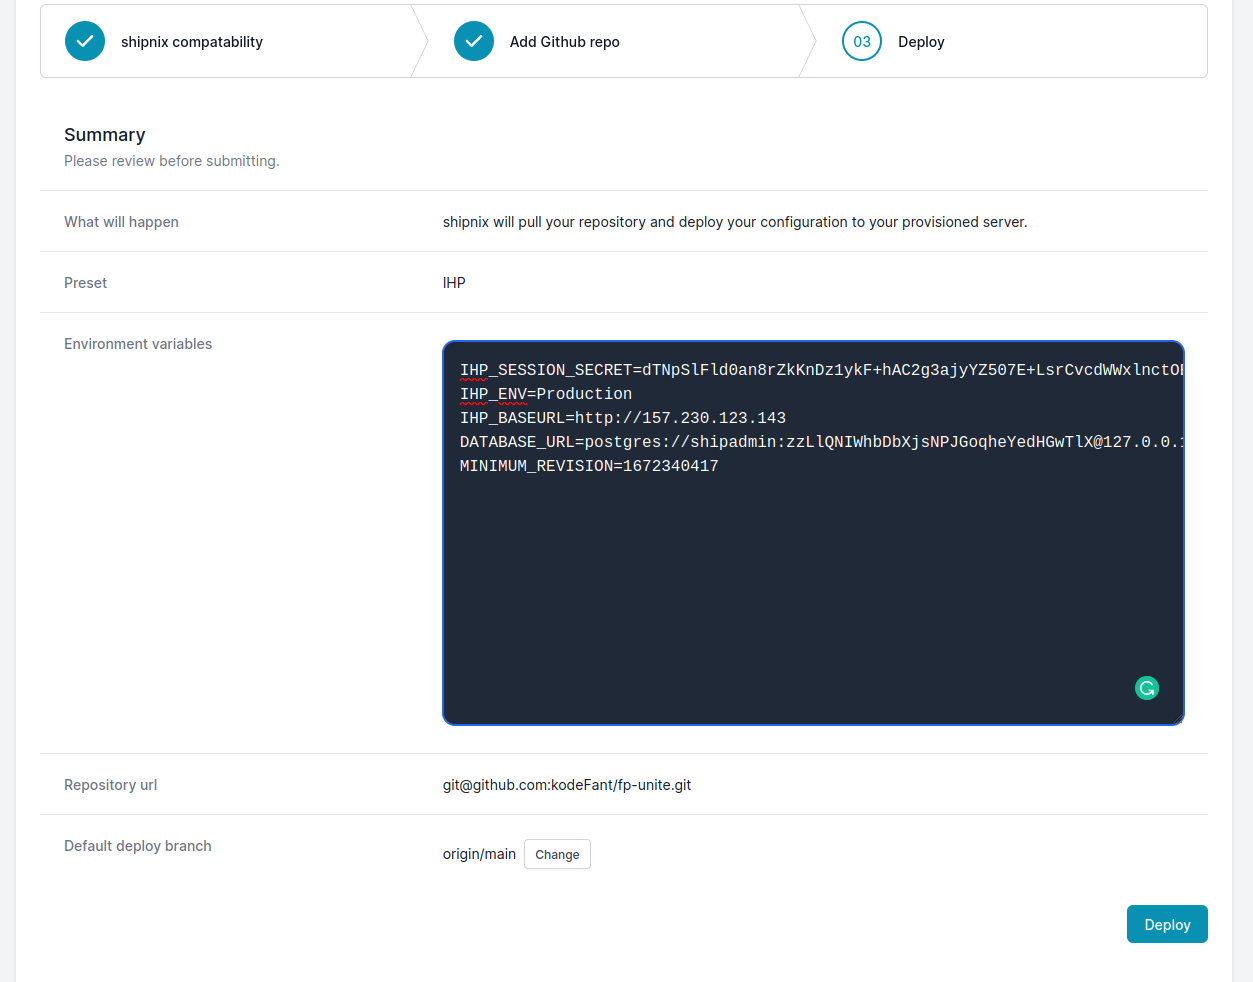 shipnix compatability
Add Github repo
03 Deploy
Summary
Please review before submitting.
What will happen
shipnix will pull your repository and deploy your configuration to your provisioned server.
Preset
IHP
Environment variables
IHP_SESSION_SECRET=dTNpSlFld0an8rZkKnDz1ykF+hAC2g3ajyYZ507E+LsrCvcdWWxlnctO
IHP_ENV=Production
IHP_BASEURL=http://157.230.123.143
DATABASE_URL=postgres://shipadmin:zzLlQNIWhbDbXjsNPJGoqheYedHGwTlX@127.0.0.1
MINIMUM_REVISION=1672340417
Repository url
git@github.com:kodeFant/fp-unite.git
Default deploy branch
origin/main Change
Deploy